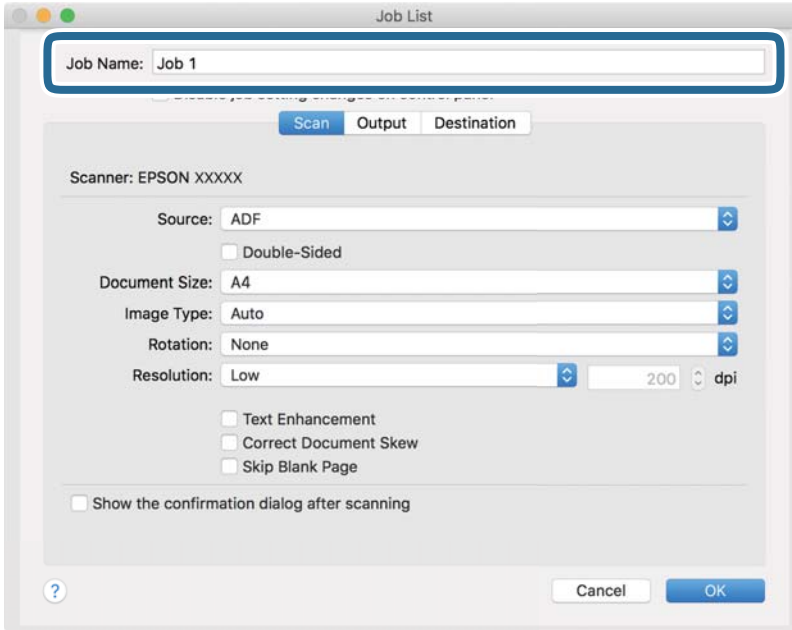 Job List
Job Name: Job 1
Scan Output Destination
Scanner: EPSON XXXXX
Source: ADF
Double-Sided
Document Size: A4
Image Type: Auto
Rotation: None
Resolution: Low 200 dpi
Text Enhancement
Correct Document Skew
Skip Blank Page
Show the confirmation dialog after scanning
? Cancel OK